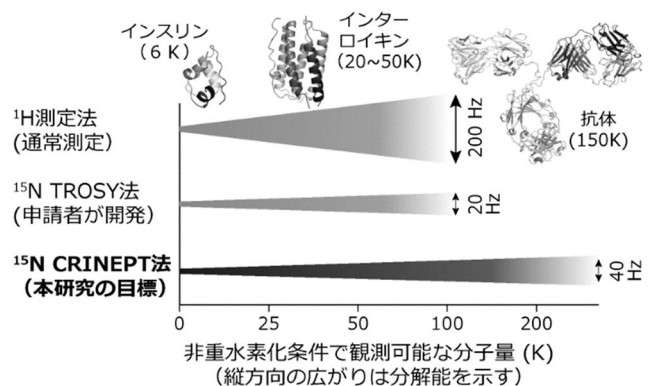 インスリン
(6 K)
インター
ロイキン
(20~50K)
抗体
(150K)
¹H測定法
(通常測定)
200 Hz
¹⁵N TROSY法
(申請者が開発)
20
Hz
¹⁵N CRINEPT法
(本研究の目標)
40
Hz
0 25 50 100 200
非重水素化条件で観測可能な分子量 (K)
(縦方向の広がりは分解能を示す)